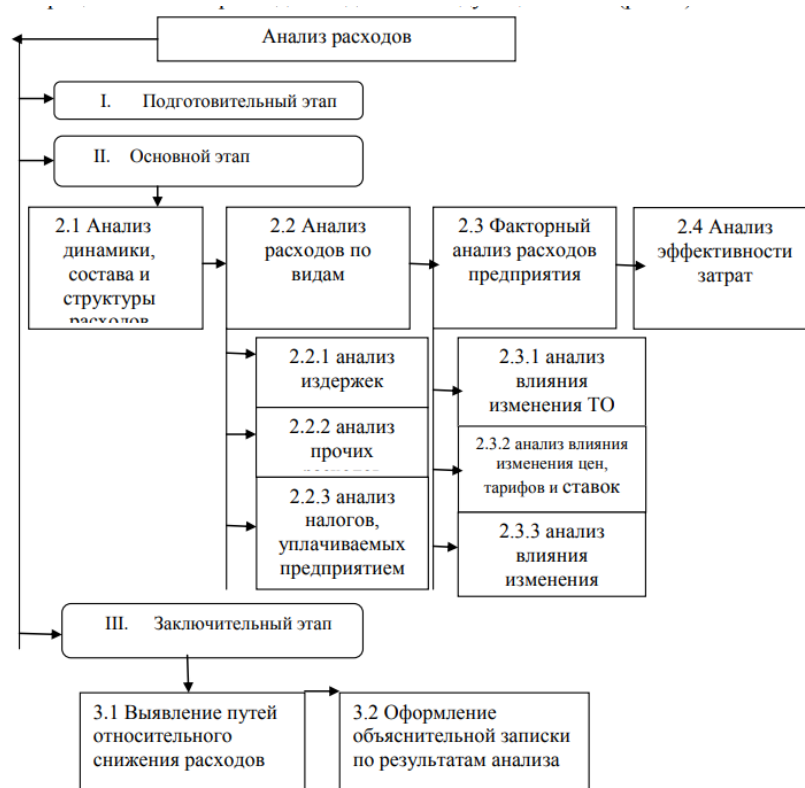 Анализ расходов
I. Подготовительный этап
II. Основной этап
2.1 Анализ
динамики,
состава и
структуры
расходов
2.2 Анализ
расходов по
видам
2.3 Факторный
анализ расходов
предприятия
2.4 Анализ
эффективности
затрат
2.2.1 анализ
издержек
2.2.2 анализ
прочих
2.2.3 анализ
налогов,
уплачиваемых
предприятием
2.3.1 анализ
влияния
изменения ТО
2.3.2 анализ влияния
изменения цен,
тарифов и ставок
2.3.3 анализ
влияния
изменения
III. Заключительный этап
3.1 Выявление путей
относительного
снижения расходов
3.2 Оформление
объяснительной записки
по результатам анализа